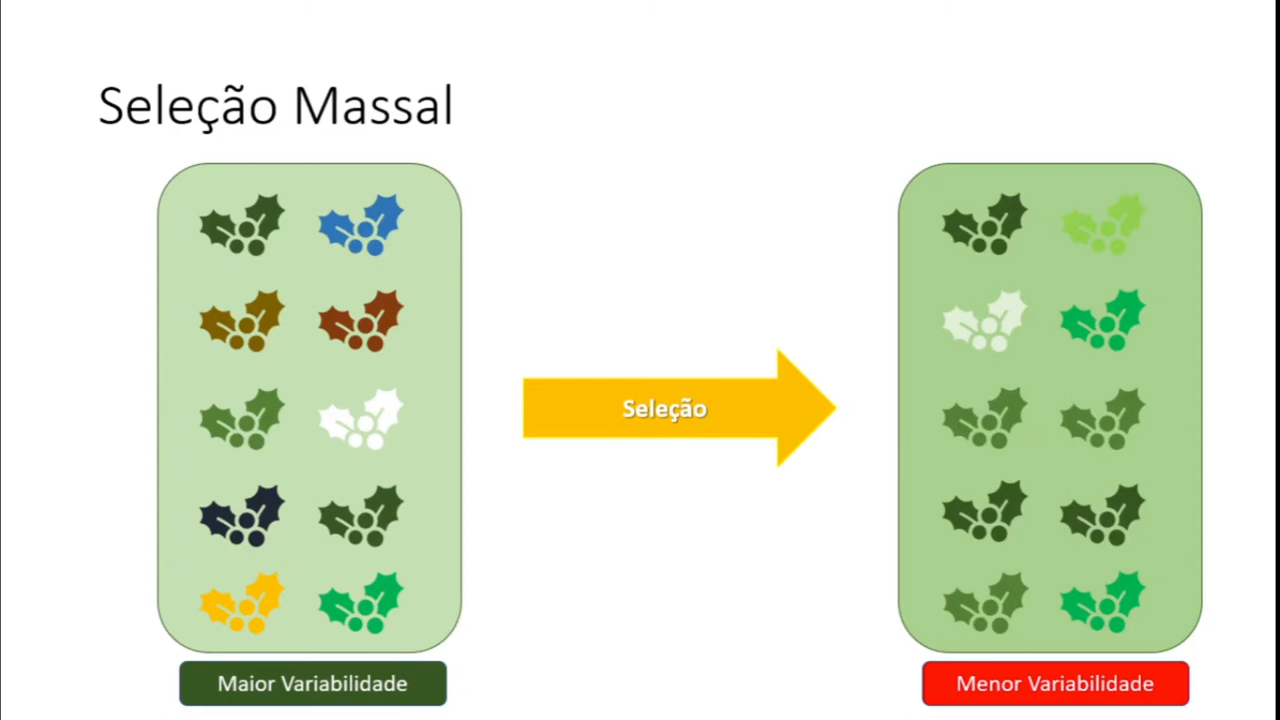 Seleção Massal
Seleção
Maior Variabilidade
Menor Variabilidade